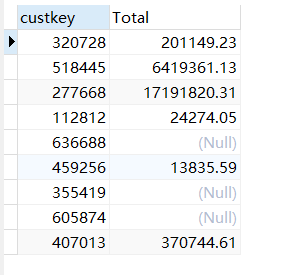 custkey Total
320728 201149.23
518445 6419361.13
277668 17191820.31
112812 24274.05
636688 (Null)
459256 13835.59
355419 (Null)
605874 (Null)
407013 370744.61